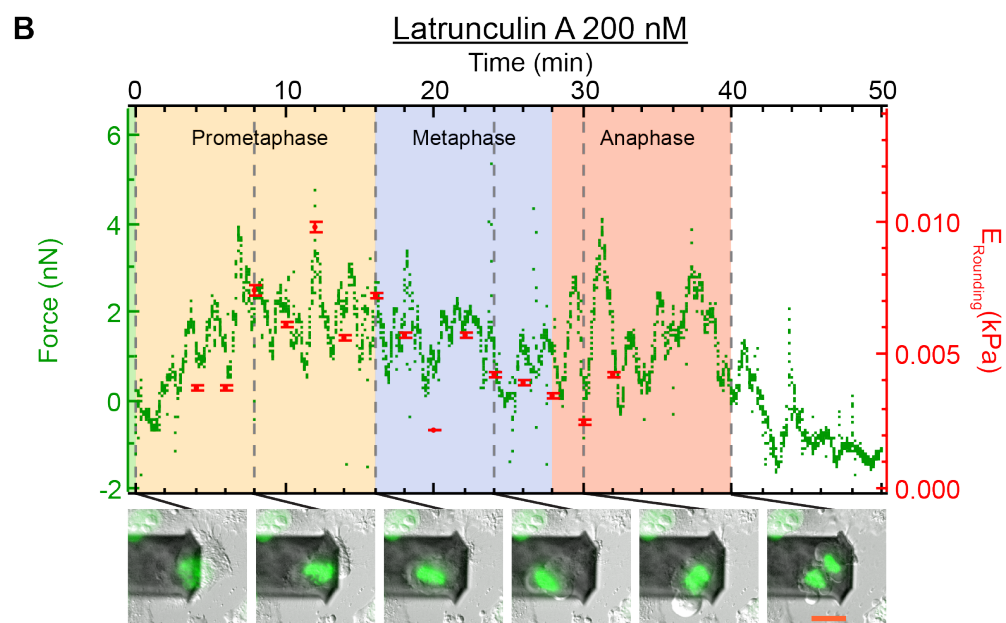 B
Latrunculin A 200 nM
Time (min)
0 10 20 30 40 50
Prometaphase Metaphase Anaphase
Force (nN)
6
4
2
0
-2
E Rounding (kPa)
0.010
0.005
0.000